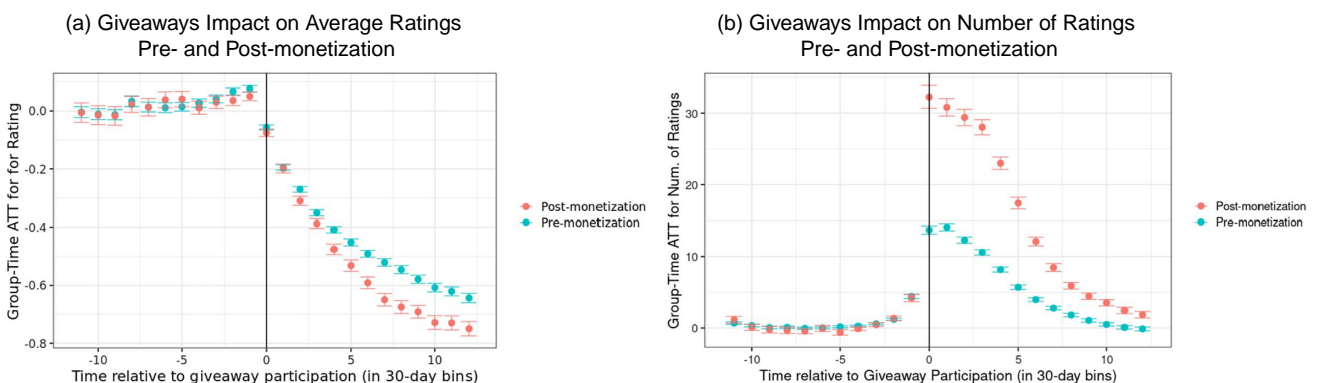 (a) Giveaways Impact on Average Ratings
Pre- and Post-monetization
Group-Time ATT for for Rating
0.0
-0.2
-0.4
-0.6
-0.8
-10
-5
0
5
10
Time relative to giveaway participation (in 30-day bins)
Post-monetization
Pre-monetization
(b) Giveaways Impact on Number of Ratings
Pre- and Post-monetization
Group-Time ATT for Num. of Ratings
30
20
10
0
-10
-5
0
5
10
Time relative to Giveaway Participation (in 30-day bins)
Post-monetization
Pre-monetization